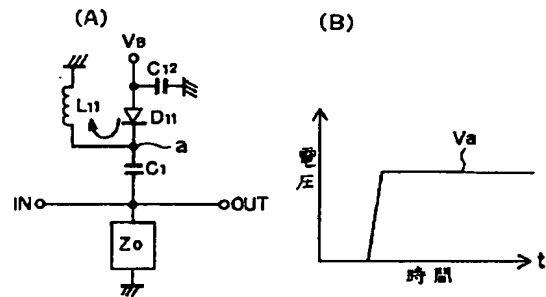 (A)
(B)
VB
C12
L11
D11
a
C1
IN
OUT
Zo
電圧
Va
時間
t